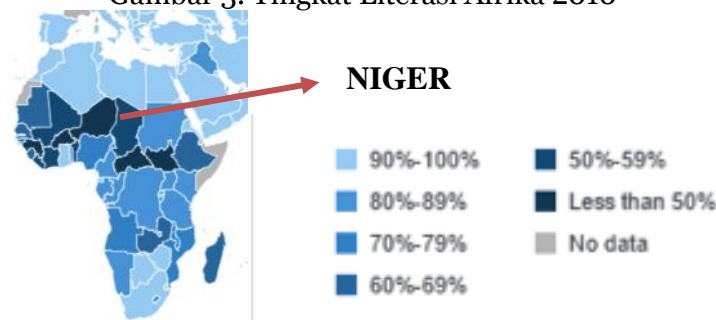 Gambar 3. Tingkat Literasi Afrika 2016
NIGER
90%-100%
80%-89%
70%-79%
60%-69%
50%-59%
Less than 50%
No data